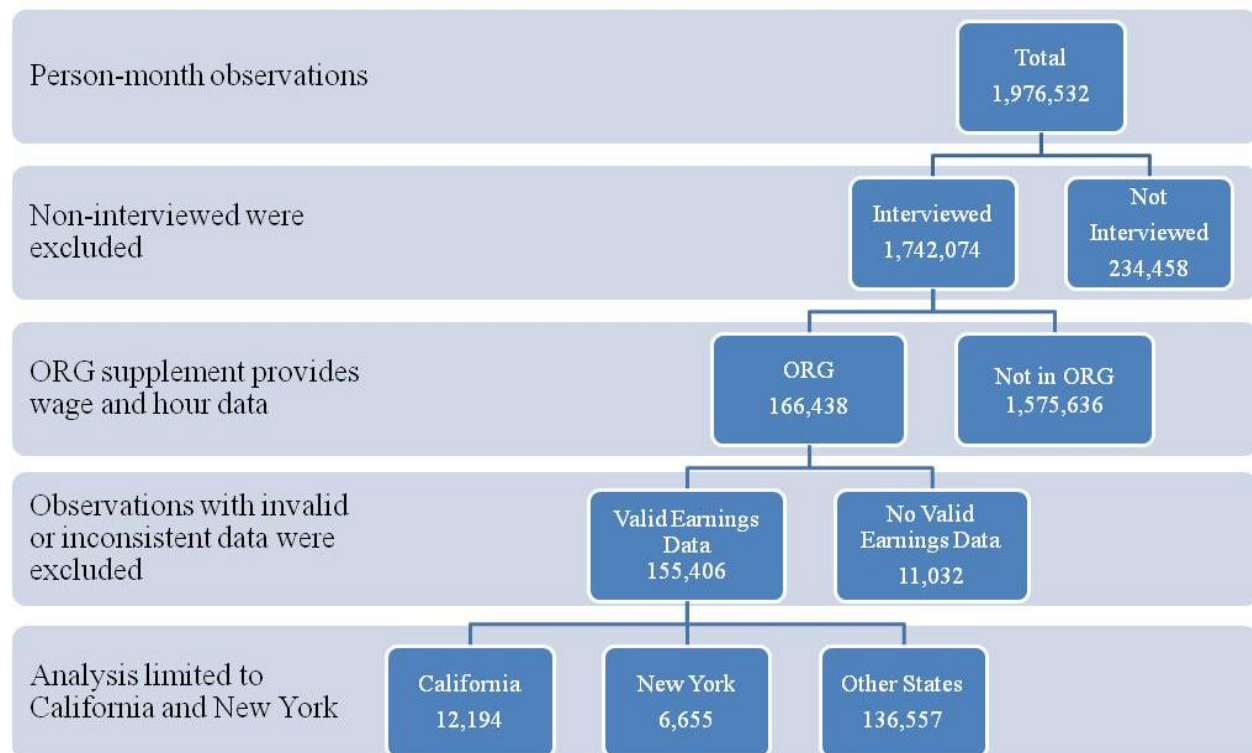 Person-month observations
Total
1,976,532
Non-interviewed were
excluded
Interviewed
1,742,074
Not
Interviewed
234,458
ORG supplement provides
wage and hour data
ORG
166,438
Not in ORG
1,575,636
Observations with invalid
or inconsistent data were
excluded
Valid Earnings
Data
155,406
No Valid
Earnings Data
11,032
Analysis limited to
California and New York
California
12,194
New York
6,655
Other States
136,557